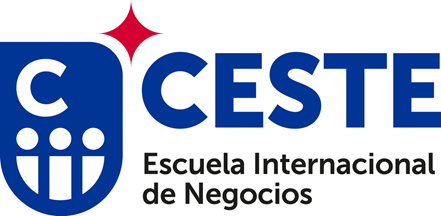 C
CESTE
Escuela Internacional
de Negocios